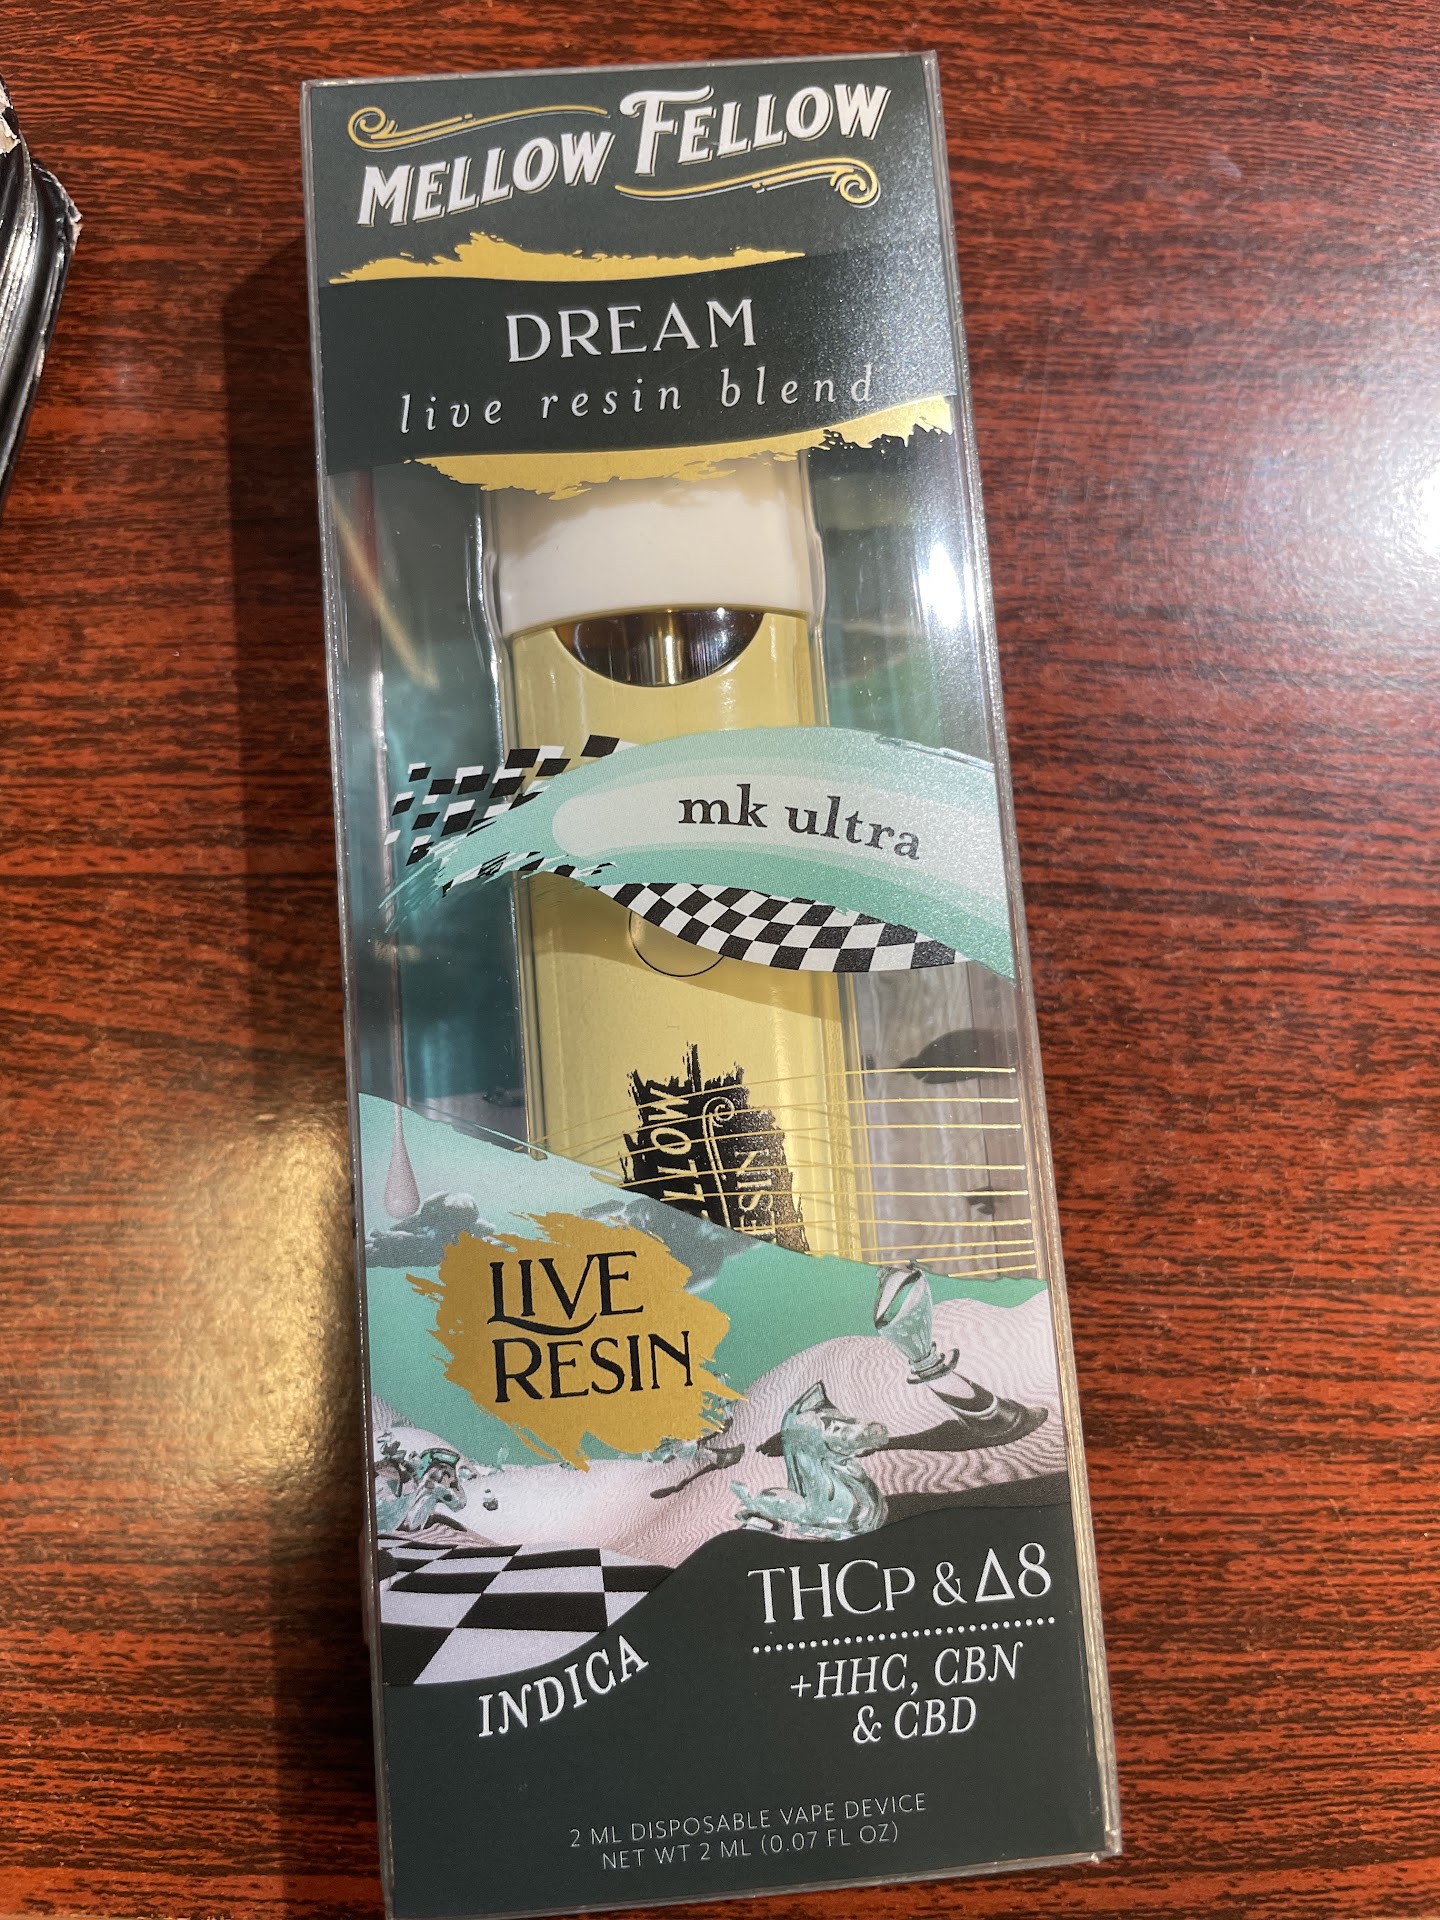 MELLOW FELLOW
DREAM
live resin blend
mk ultra
LIVE
RESIN
THCP & Δ8
+HHC, CBN
& CBD
INDICA
2 ML DISPOSABLE VAPE DEVICE
NET WT 2 ML (0.07 FL OZ)